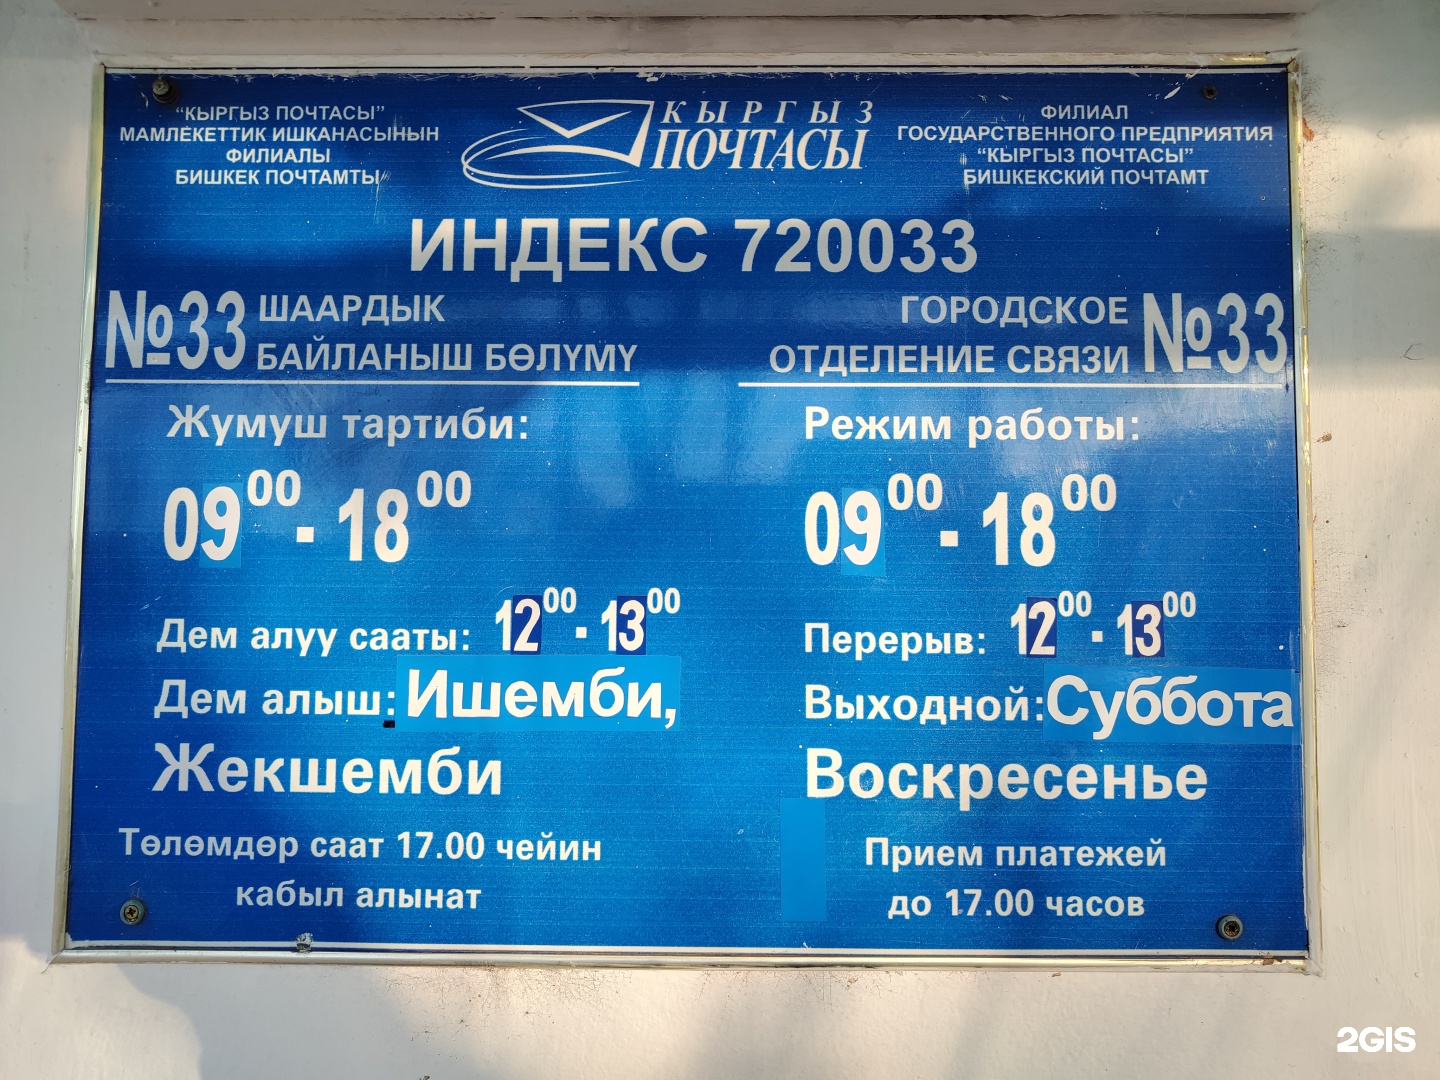 "КЫРГЫЗ ПОЧТАСЫ"
МАМЛЕКЕТТИК ИШКАНАСЫНЫН
ФИЛИАЛЫ
БИШКЕК ПОЧТАМТЫ
КЫРГЫЗ
ПОЧТАСЫ
ФИЛИАЛ
ГОСУДАРСТВЕННОГО ПРЕДПРИЯТИЯ
"КЫРГЫЗ ПОЧТАСЫ"
БИШКЕКСКИЙ ПОЧТАМТ
ИНДЕКС 720033
№33 ШААРДЫК
БАЙЛАНЫШ БӨЛҮМҮ
ГОРОДСКОЕ
ОТДЕЛЕНИЕ СВЯЗИ №33
Жумуш тартиби:
09⁰⁰ - 18⁰⁰
Дем алуу сааты: 12⁰⁰ - 13⁰⁰
Дем алыш: Ишемби,
Жекшемби
Төлөмдөр саат 17.00 чейин
кабыл алынат
Режим работы:
09⁰⁰ - 18⁰⁰
Перерыв: 12⁰⁰ - 13⁰⁰
Выходной: Суббота
Воскресенье
Прием платежей
до 17.00 часов
2GIS